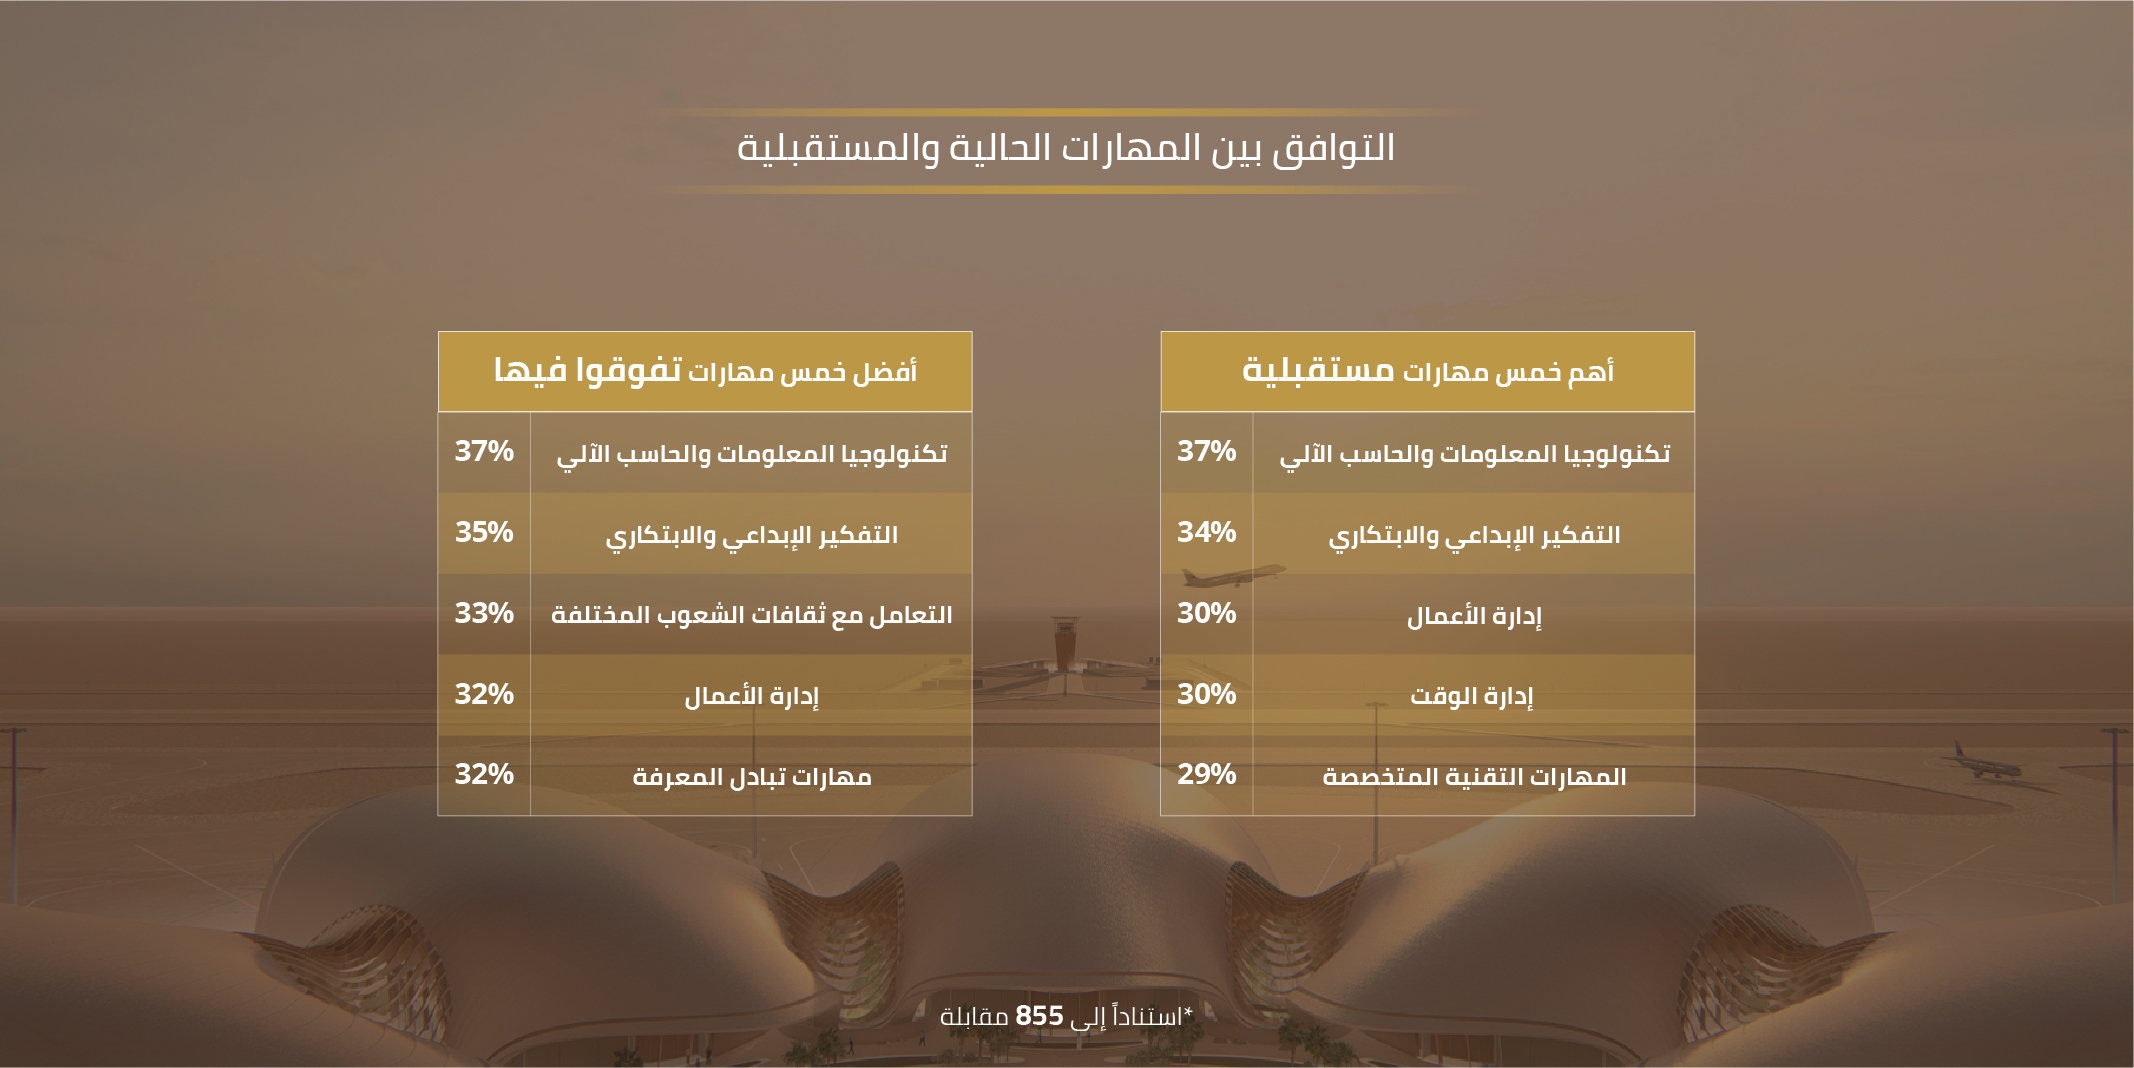 التوافق بين المهارات الحالية والمستقبلية
أهم خمس مهارات مستقبلية
تكنولوجيا المعلومات والحاسب الآلي 37%
التفكير الإبداعي والابتكاري 34%
إدارة الأعمال 30%
إدارة الوقت 30%
المهارات التقنية المتخصصة 29%
أفضل خمس مهارات تفوقوا فيها
تكنولوجيا المعلومات والحاسب الآلي 37%
التفكير الإبداعي والابتكاري 35%
التعامل مع ثقافات الشعوب المختلفة 33%
إدارة الأعمال 32%
مهارات تبادل المعرفة 32%
*استناداً إلى 855 مقابلة